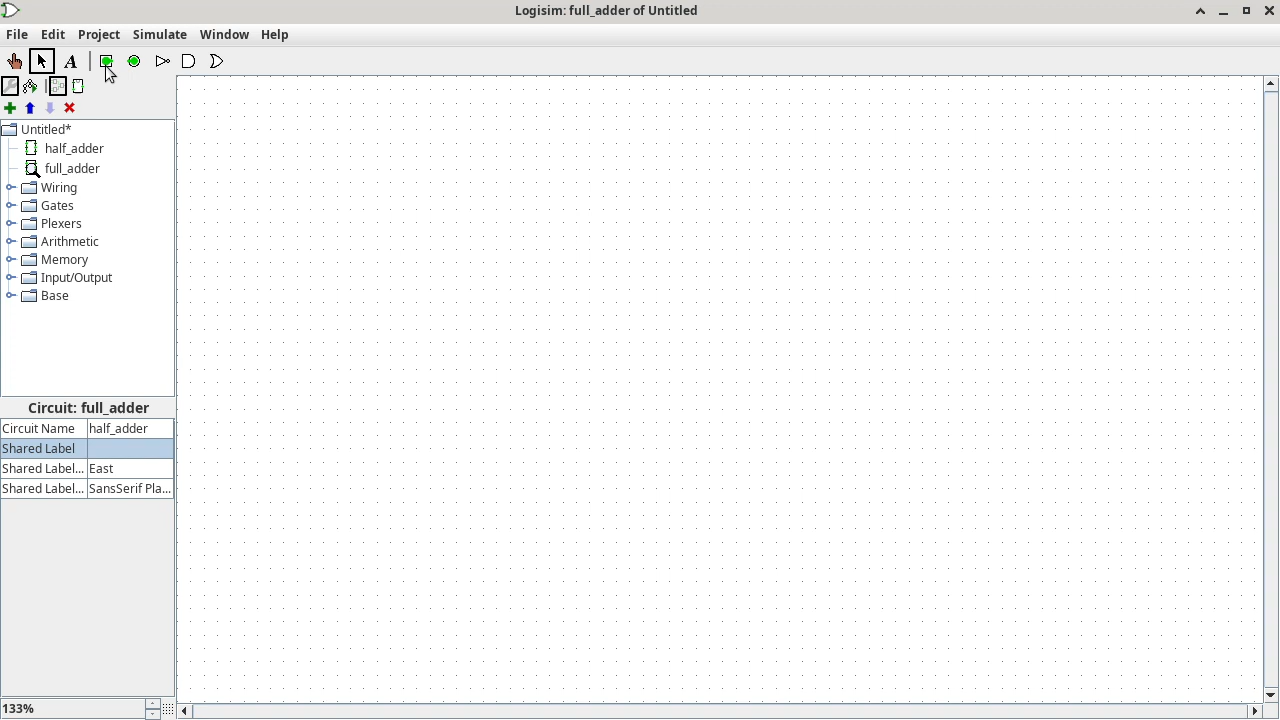 Logisim: full_adder of Untitled
File Edit Project Simulate Window Help
A
Untitled*
half_adder
full_adder
Wiring
Gates
Plexers
Arithmetic
Memory
Input/Output
Base
Circuit: full_adder
Circuit Name half_adder
Shared Label
Shared Label... East
Shared Label... SansSerif Pla...
133%